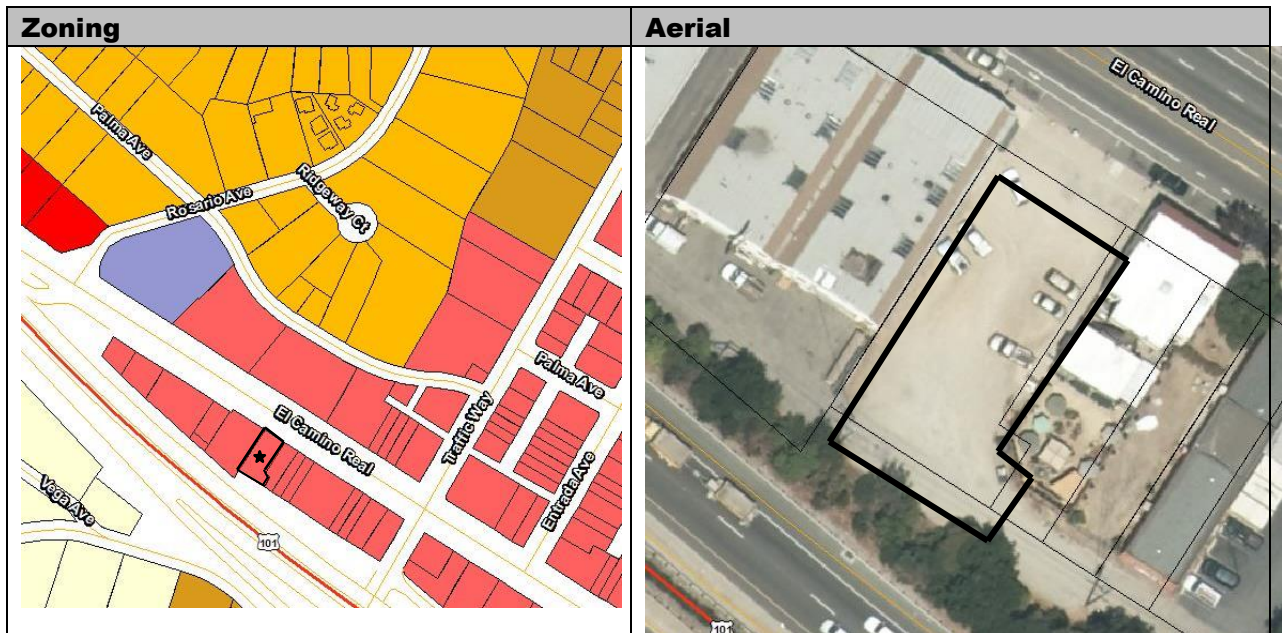 Zoning
Aerial
Palma Ave
Rosario Ave
Ridgeway Ct
El Camino Real
Traffic Way
Palma Ave
Entrada Ave
Vega Ave
101
El Camino Real
101